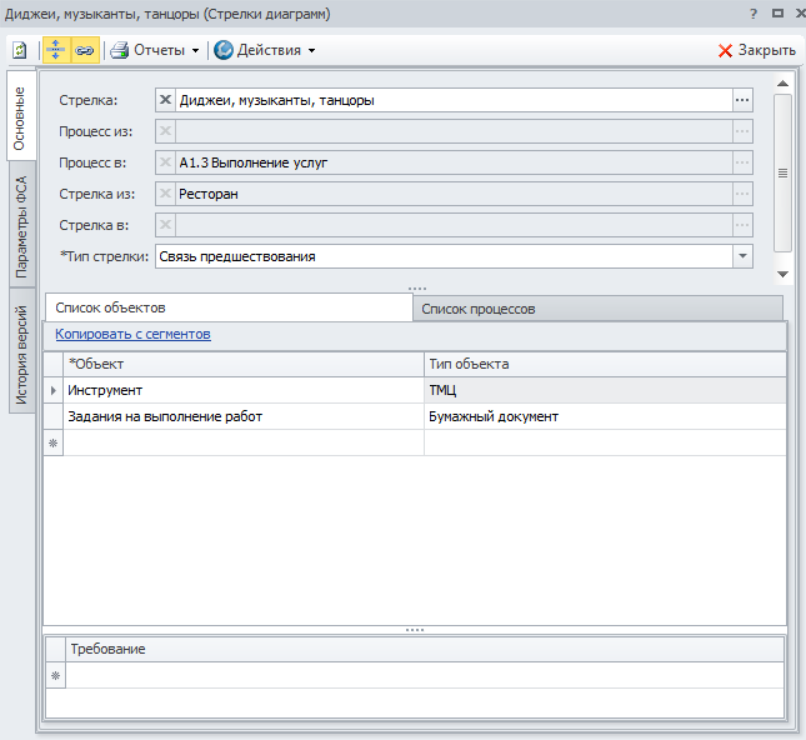 Диджеи, музыканты, танцоры (Стрелки диаграмм)
Отчеты Действия Закрыть
Основные
Параметры ФСА
История версий
Стрелка: Диджеи, музыканты, танцоры
Процесс из:
Процесс в: A1.3 Выполнение услуг
Стрелка из: Ресторан
Стрелка в:
*Тип стрелки: Связь предшествования
Список объектов Список процессов
Копировать с сегментов
*Объект Тип объекта
Инструмент ТМЦ
Задания на выполнение работ Бумажный документ
Требование